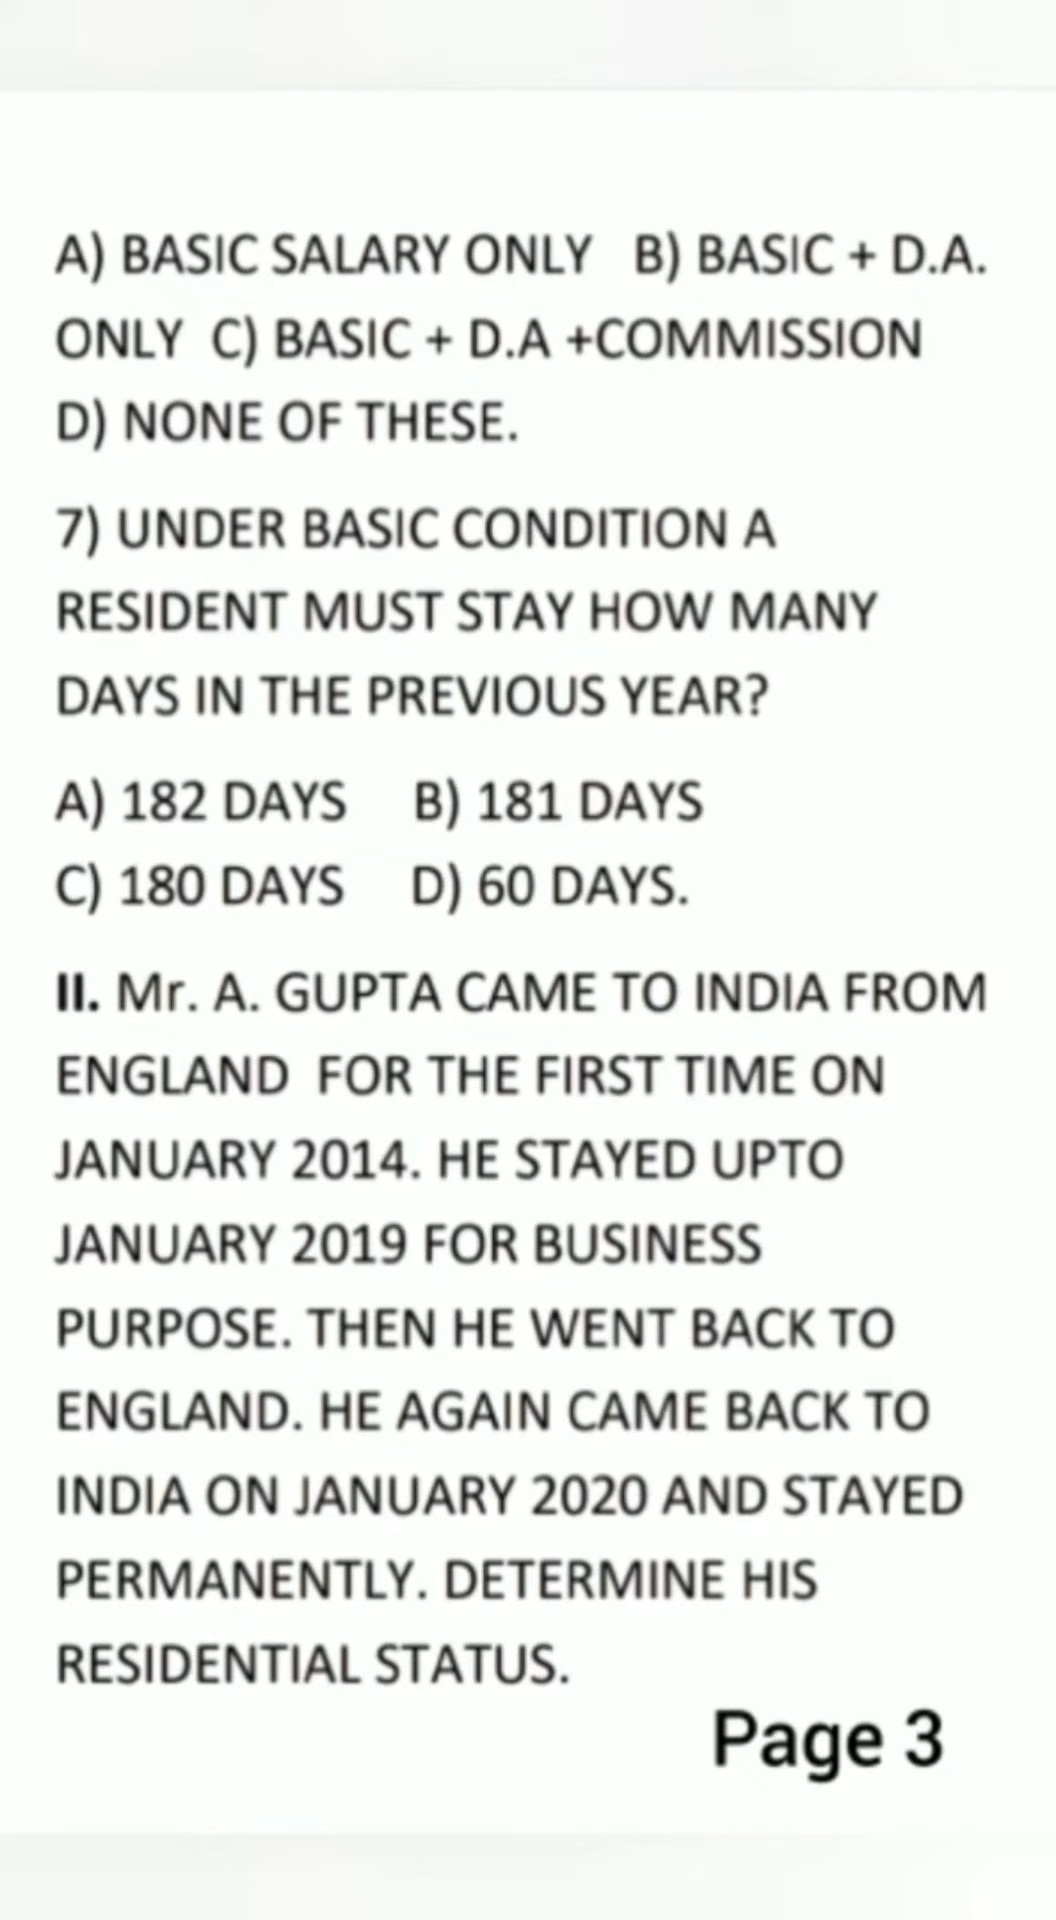 A) BASIC SALARY ONLY   B) BASIC + D.A.
ONLY  C) BASIC + D.A +COMMISSION
D) NONE OF THESE.
7) UNDER BASIC CONDITION A
RESIDENT MUST STAY HOW MANY
DAYS IN THE PREVIOUS YEAR?
A) 182 DAYS     B) 181 DAYS
C) 180 DAYS     D) 60 DAYS.
II. Mr. A. GUPTA CAME TO INDIA FROM
ENGLAND  FOR THE FIRST TIME ON
JANUARY 2014. HE STAYED UPTO
JANUARY 2019 FOR BUSINESS
PURPOSE. THEN HE WENT BACK TO
ENGLAND. HE AGAIN CAME BACK TO
INDIA ON JANUARY 2020 AND STAYED
PERMANENTLY. DETERMINE HIS
RESIDENTIAL STATUS.
Page 3